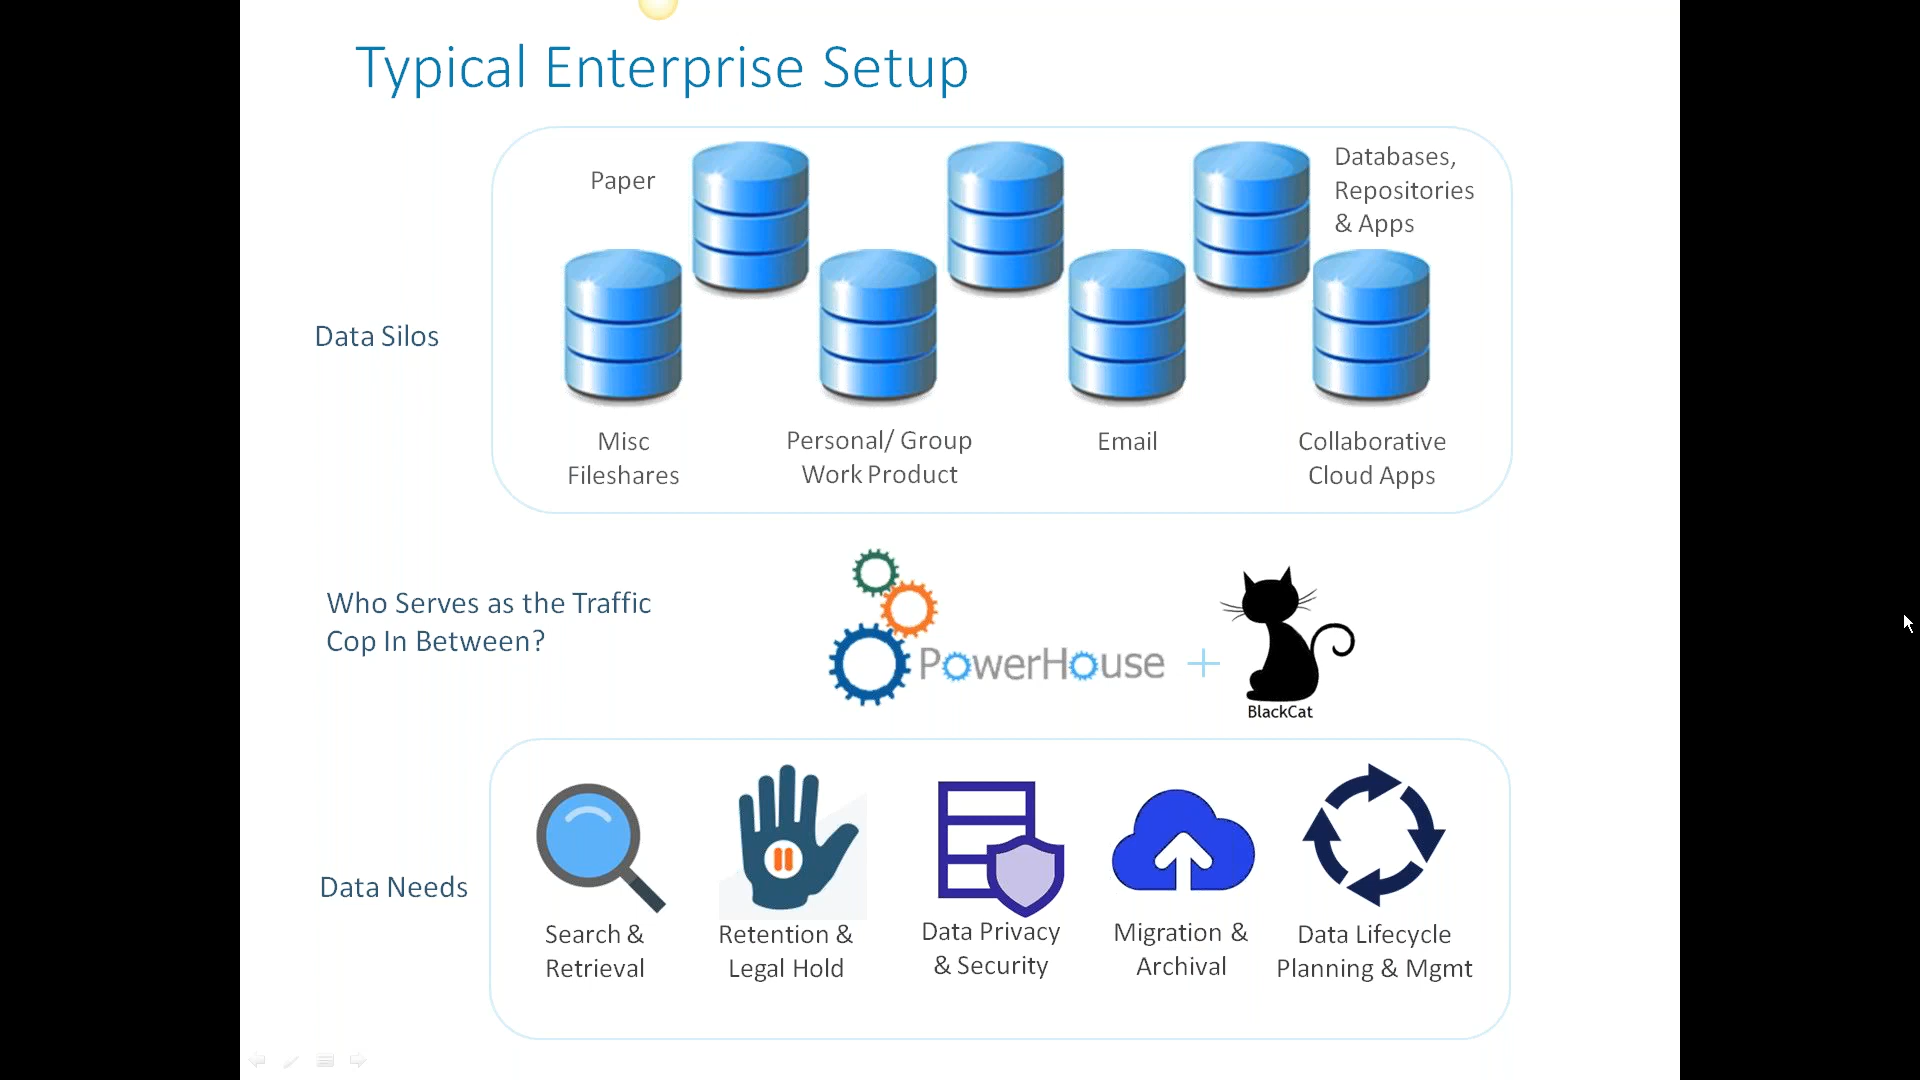 Typical Enterprise Setup
Paper
Databases,
Repositories
& Apps
Data Silos
Misc
Fileshares
Personal/ Group
Work Product
Email
Collaborative
Cloud Apps
Who Serves as the Traffic
Cop In Between?
PowerHouse
+
BlackCat
Data Needs
Search &
Retrieval
Retention &
Legal Hold
Data Privacy
& Security
Migration &
Archival
Data Lifecycle
Planning & Mgmt